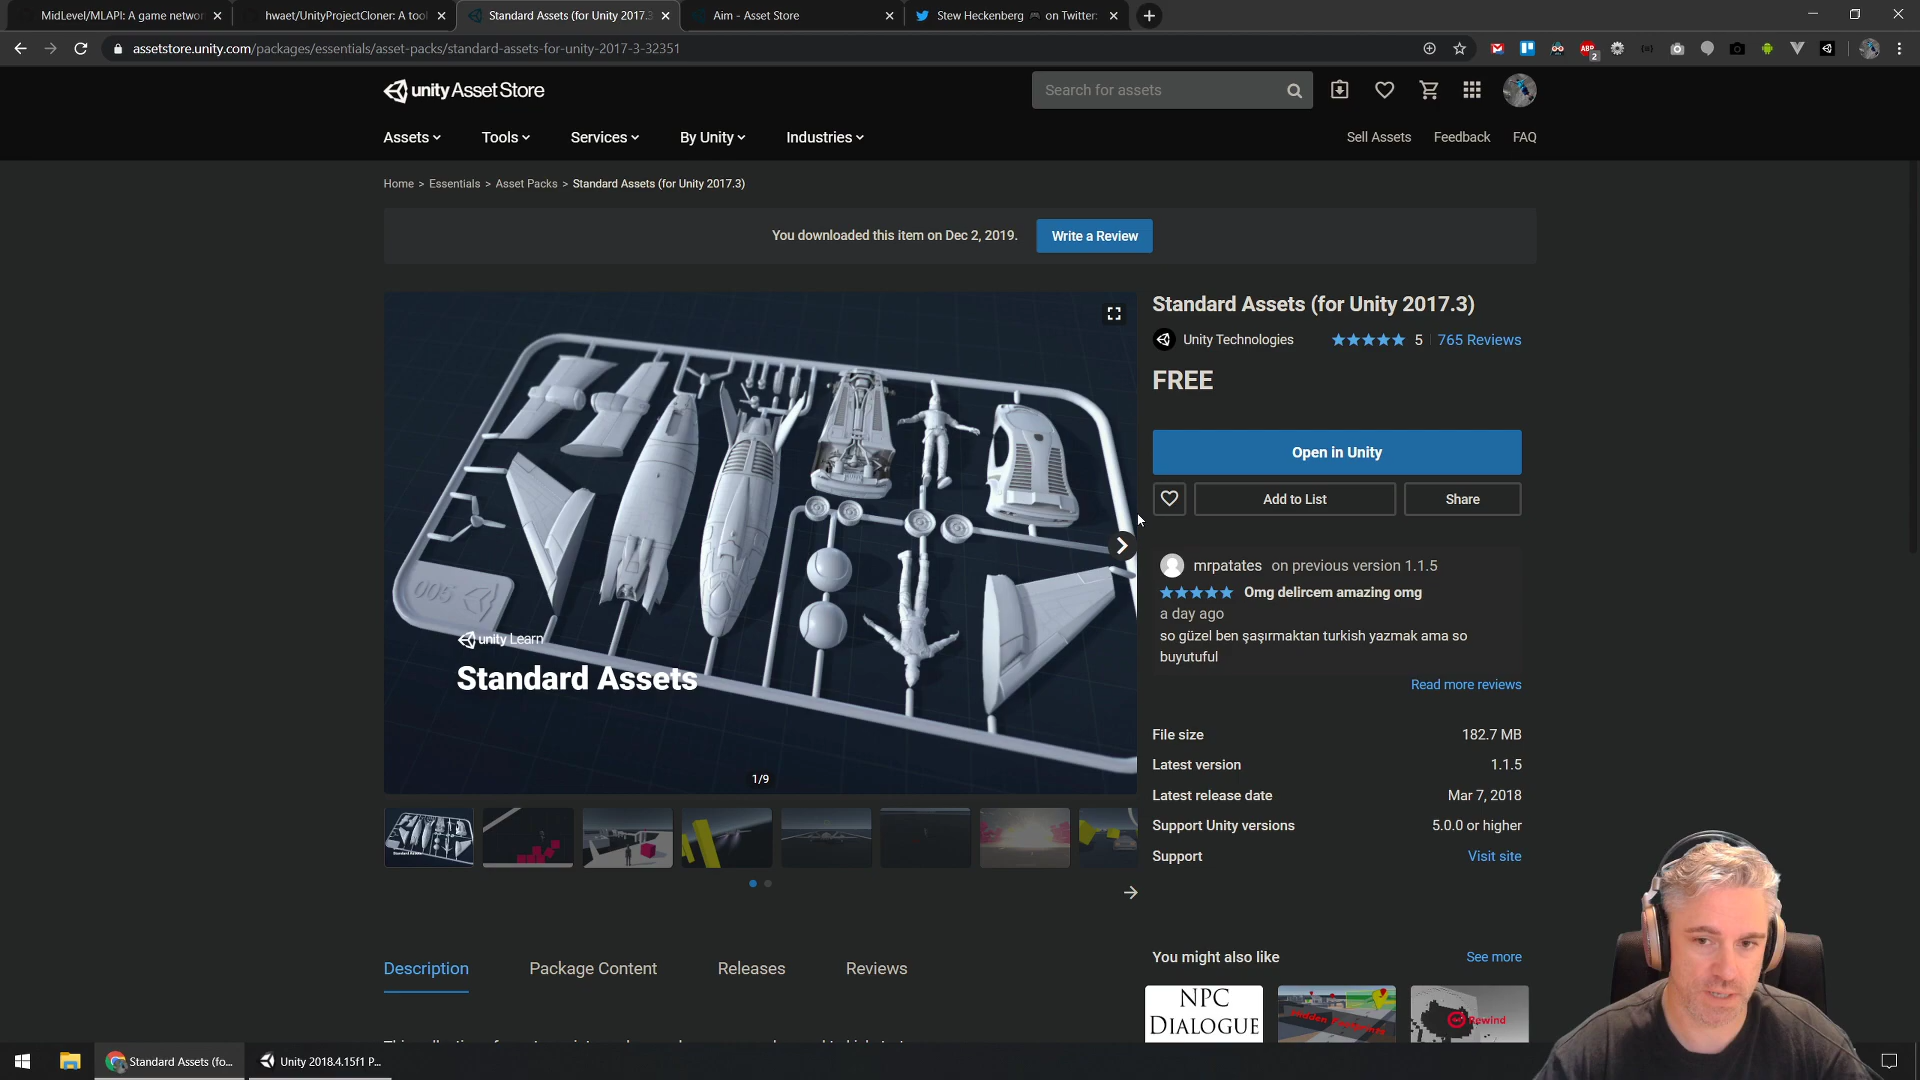 MidLevel/MLAPI: A game networ
hwaet/UnityProjectCloner: A tool
Standard Assets (for Unity 2017.3
Aim - Asset Store
Stew Heckenberg 🎮 on Twitter:
assetstore.unity.com/packages/essentials/asset-packs/standard-assets-for-unity-2017-3-32351
ABP
2
unity Asset Store
Search for assets
Assets
Tools
Services
By Unity
Industries
Sell Assets
Feedback
FAQ
Home > Essentials > Asset Packs > Standard Assets (for Unity 2017.3)
You downloaded this item on Dec 2, 2019.
Write a Review
005
unity Learn
Standard Assets
1/9
Standard Assets (for Unity 2017.3)
Unity Technologies
5 | 765 Reviews
FREE
Open in Unity
Add to List
Share
mrpatates on previous version 1.1.5
Omg delircem amazing omg
a day ago
so güzel ben şaşırmaktan turkish yazmak ama so
buyutuful
Read more reviews
File size 182.7 MB
Latest version 1.1.5
Latest release date Mar 7, 2018
Support Unity versions 5.0.0 or higher
Support Visit site
Description
Package Content
Releases
Reviews
You might also like
See more
NPC
DIALOGUE
Hidden Footprints
Rewind
Standard Assets (fo...
Unity 2018.4.15f1 P...